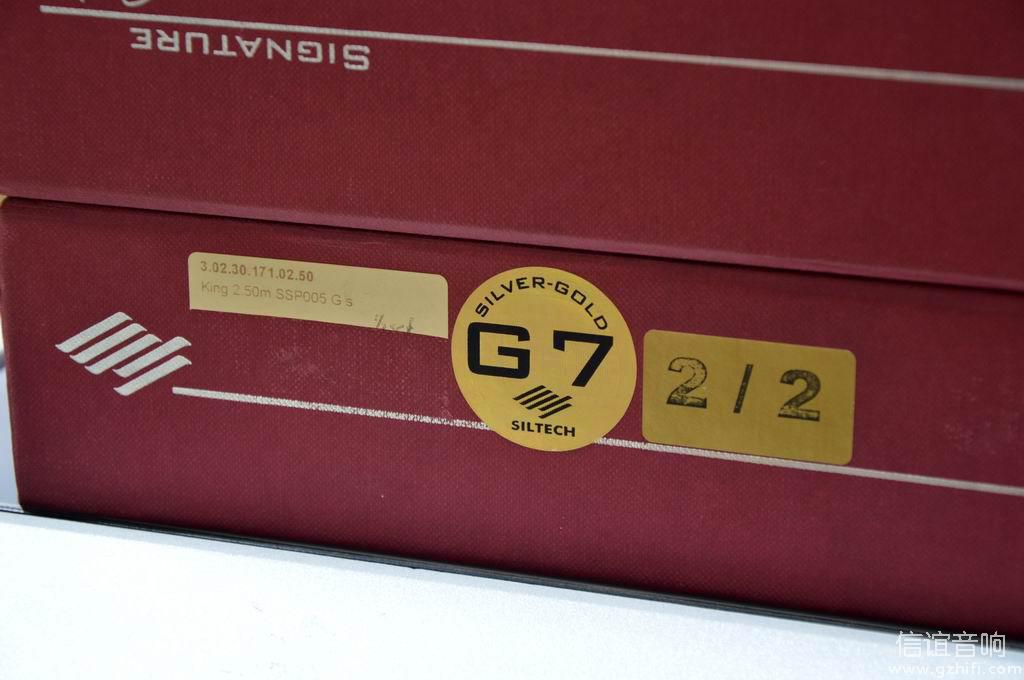 SIGNATURE
3.02.30.171.02.50
King 2.50m SSP005 G s
SILVER-GOLD
G7
SILTECH
2/2
信谊音响
www.gzhifi.com